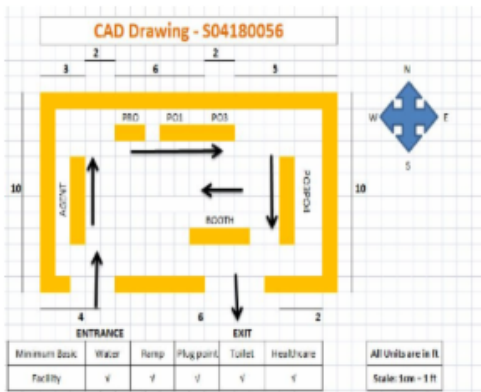 CAD Drawing - S04180056
2 2
3 6 5
N
PRO PO1 PO3
W E
S
10 AGENT PO3PO4 10
BOOTH
4 6 2
ENTRANCE EXIT
Minimum Basic Water Ramp Plug point Toilet Healthcare All Units are in ft
Facility √ √ √ √ √ Scale: 1cm - 1 ft